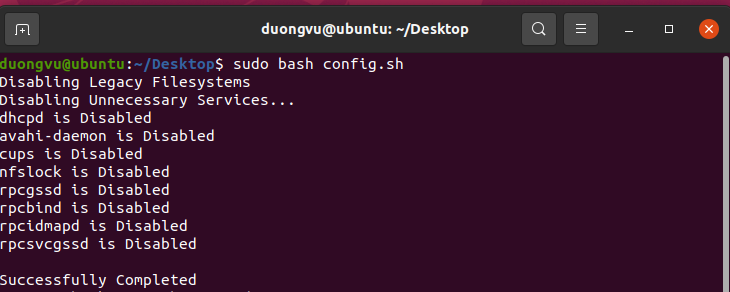 duongvu@ubuntu: ~/Desktop
duongvu@ubuntu:~/Desktop$ sudo bash config.sh
Disabling Legacy Filesystems
Disabling Unnecessary Services...
dhcpd is Disabled
avahi-daemon is Disabled
cups is Disabled
nfslock is Disabled
rpcgssd is Disabled
rpcbind is Disabled
rpcidmapd is Disabled
rpcsvcgssd is Disabled
Successfully Completed